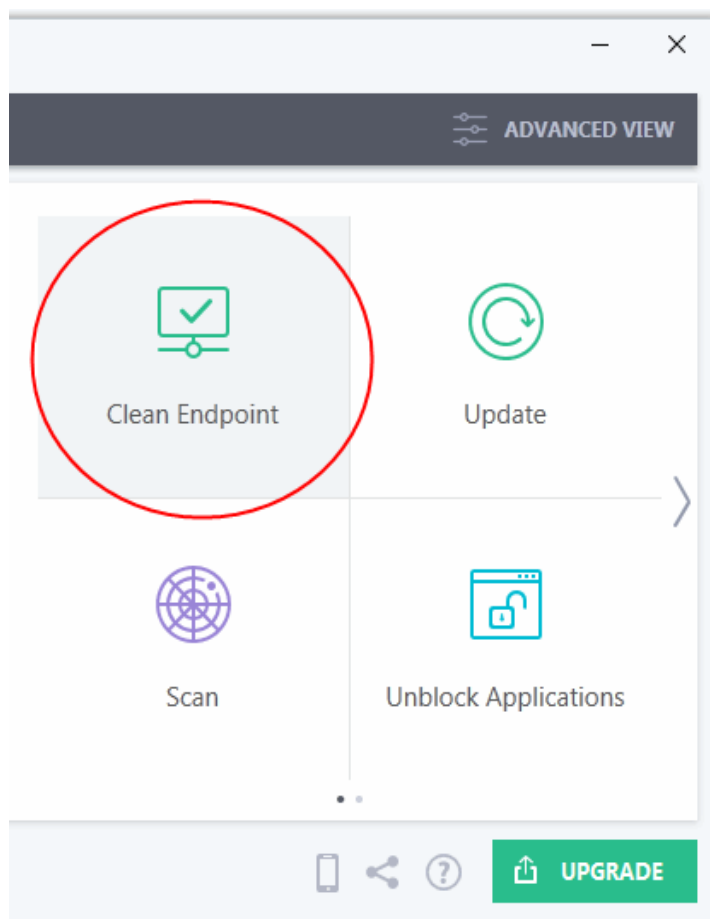 ADVANCED VIEW
Clean Endpoint
Update
Scan
Unblock Applications
UPGRADE